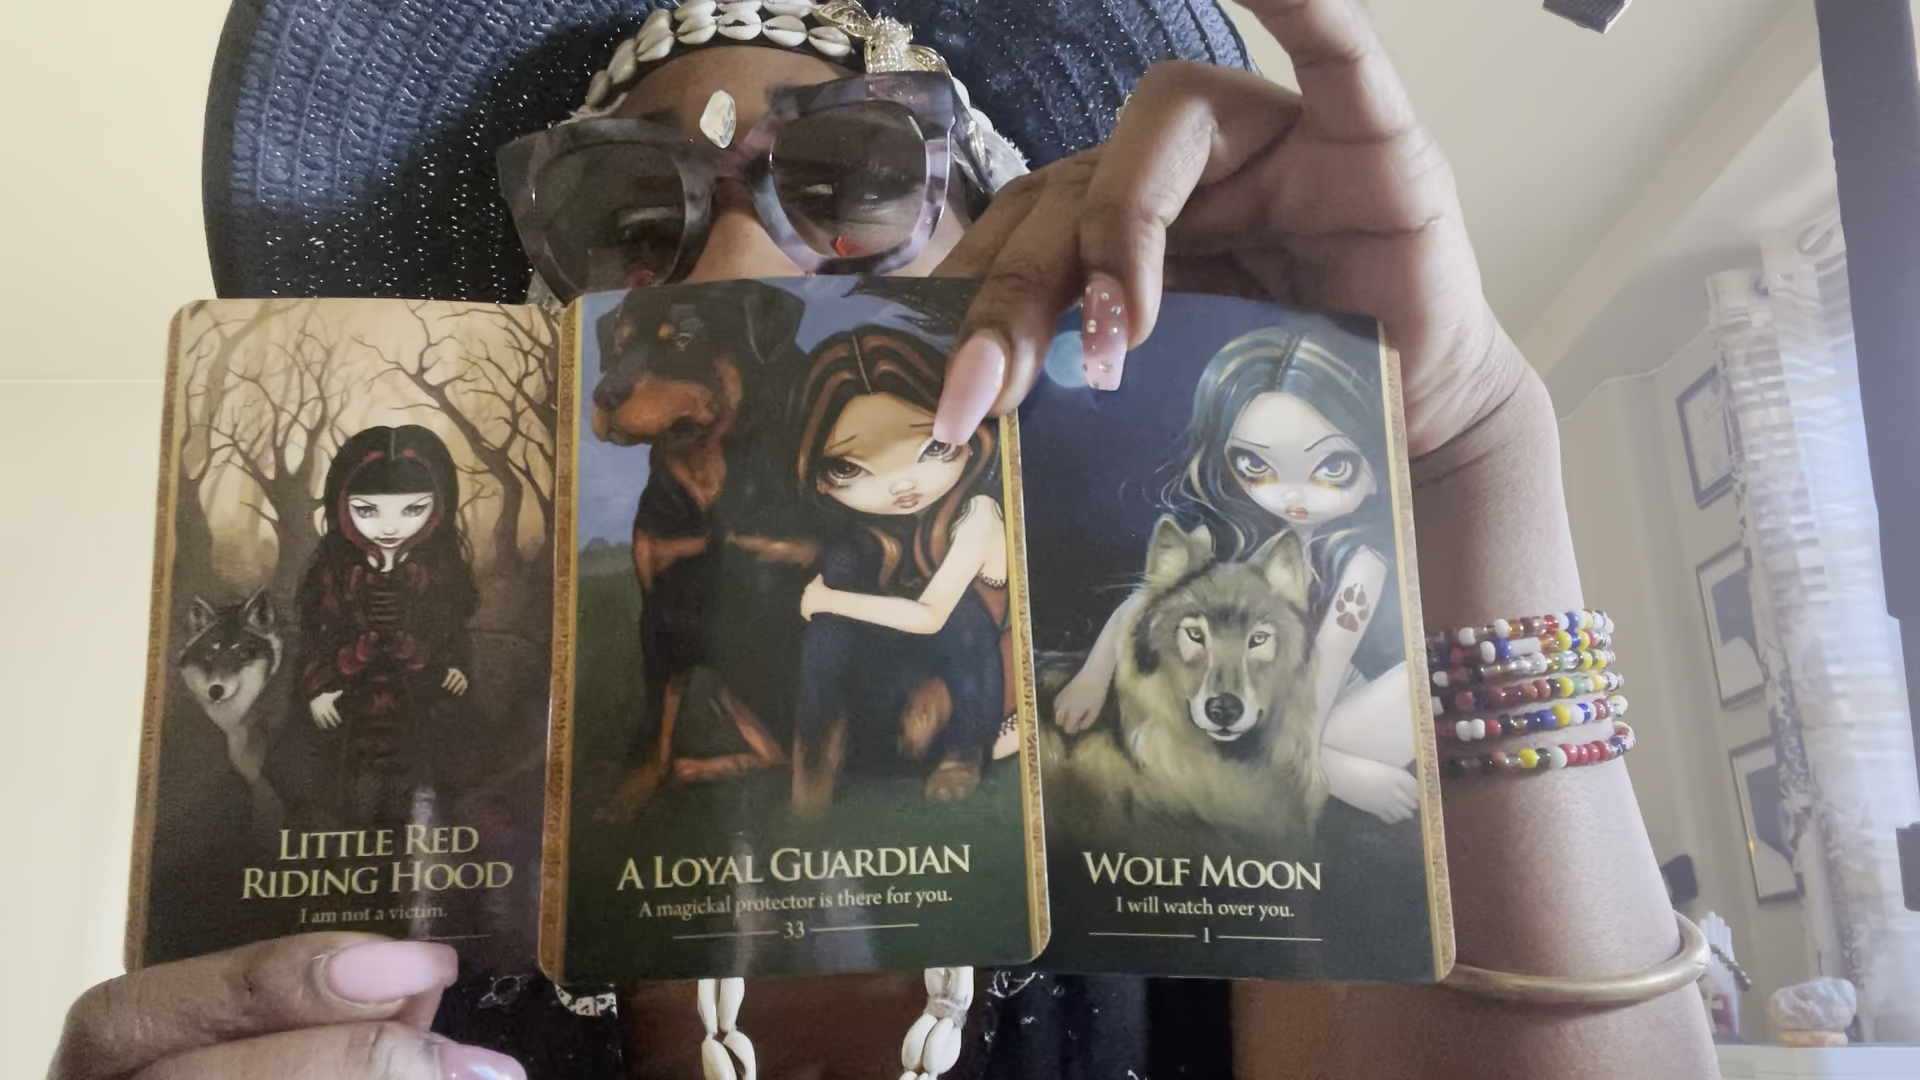 LITTLE RED
RIDING HOOD
I am not a victim.
A LOYAL GUARDIAN
A magickal protector is there for you.
33
WOLF MOON
I will watch over you.
1